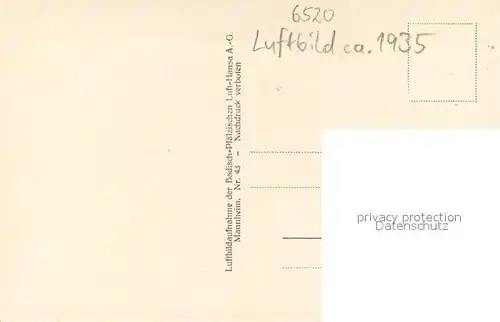 6520
Luftbild ca. 1935
Luftbildaufnahme der Badisch-Pfälzischen Luft-Hansa A.-G.
Mannheim. Nr. 45 — Nachdruck verboten
privacy protection
Datenschutz